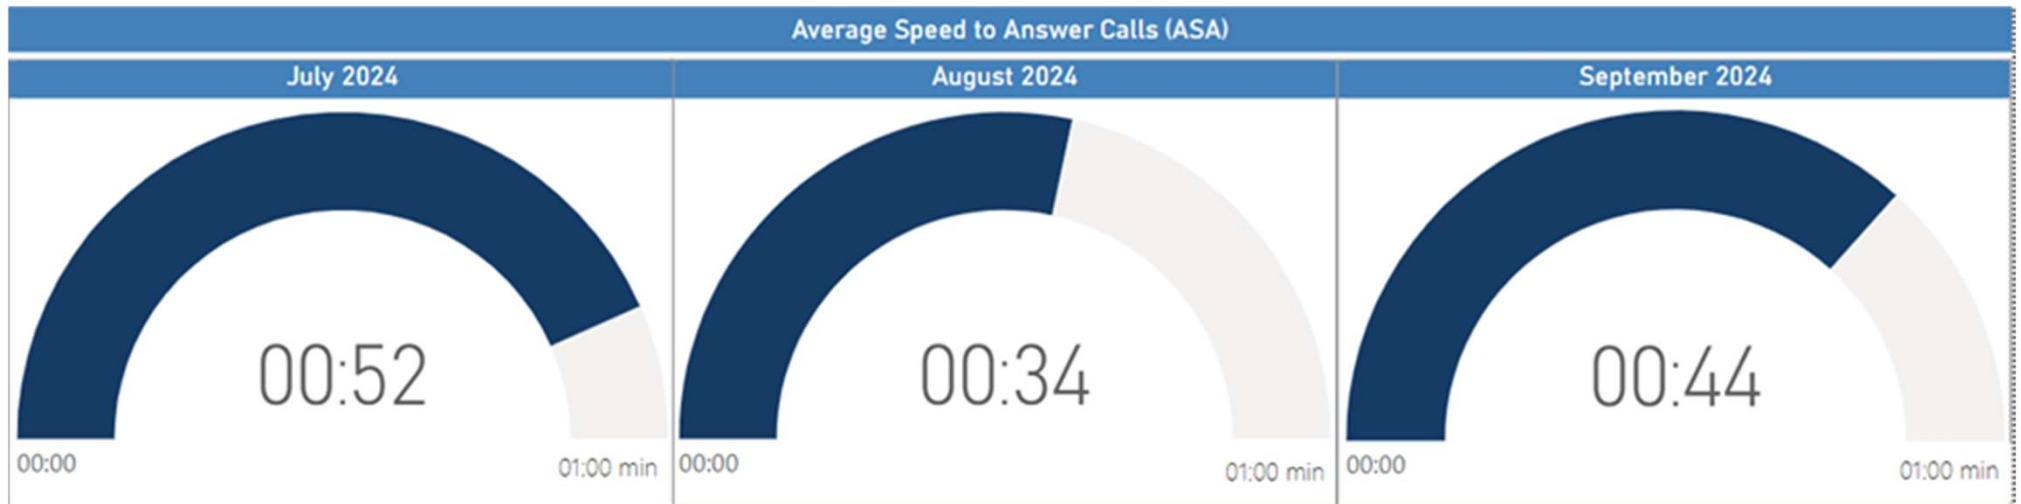 Average Speed to Answer Calls (ASA)
July 2024
August 2024
September 2024
00:52
00:34
00:44
00:00
01:00 min
00:00
01:00 min
00:00
01:00 min